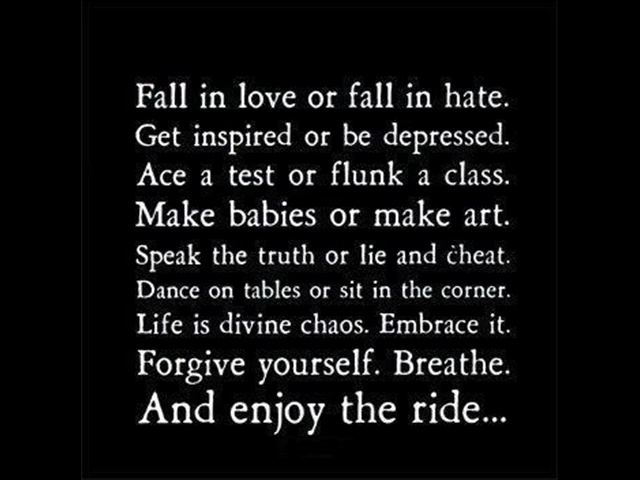 Fall in love or fall in hate.
Get inspired or be depressed.
Ace a test or flunk a class.
Make babies or make art.
Speak the truth or lie and cheat.
Dance on tables or sit in the corner.
Life is divine chaos. Embrace it.
Forgive yourself. Breathe.
And enjoy the ride...